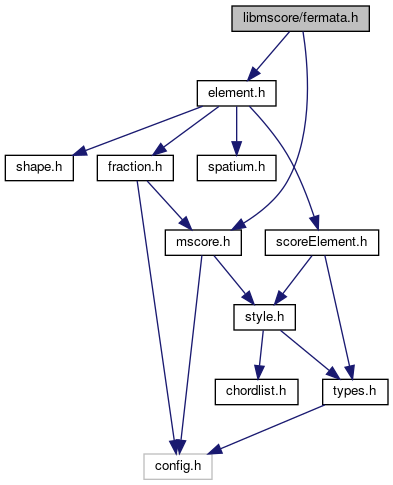 libmscore/fermata.h
element.h
shape.h
fraction.h
spatium.h
mscore.h
scoreElement.h
style.h
chordlist.h
types.h
config.h